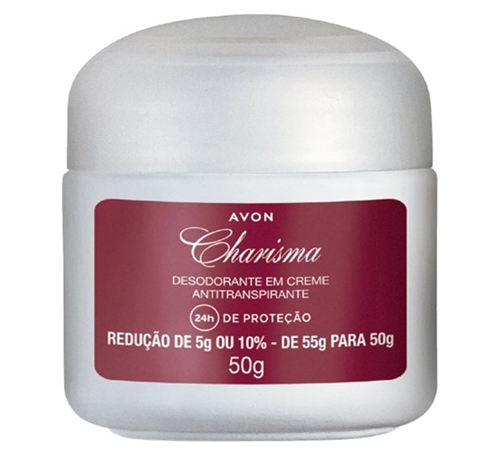 AVON
Charisma
DESODORANTE EM CREME
ANTITRANSPIRANTE
24h DE PROTEÇÃO
REDUÇÃO DE 5g OU 10% - DE 55g PARA 50g
50g